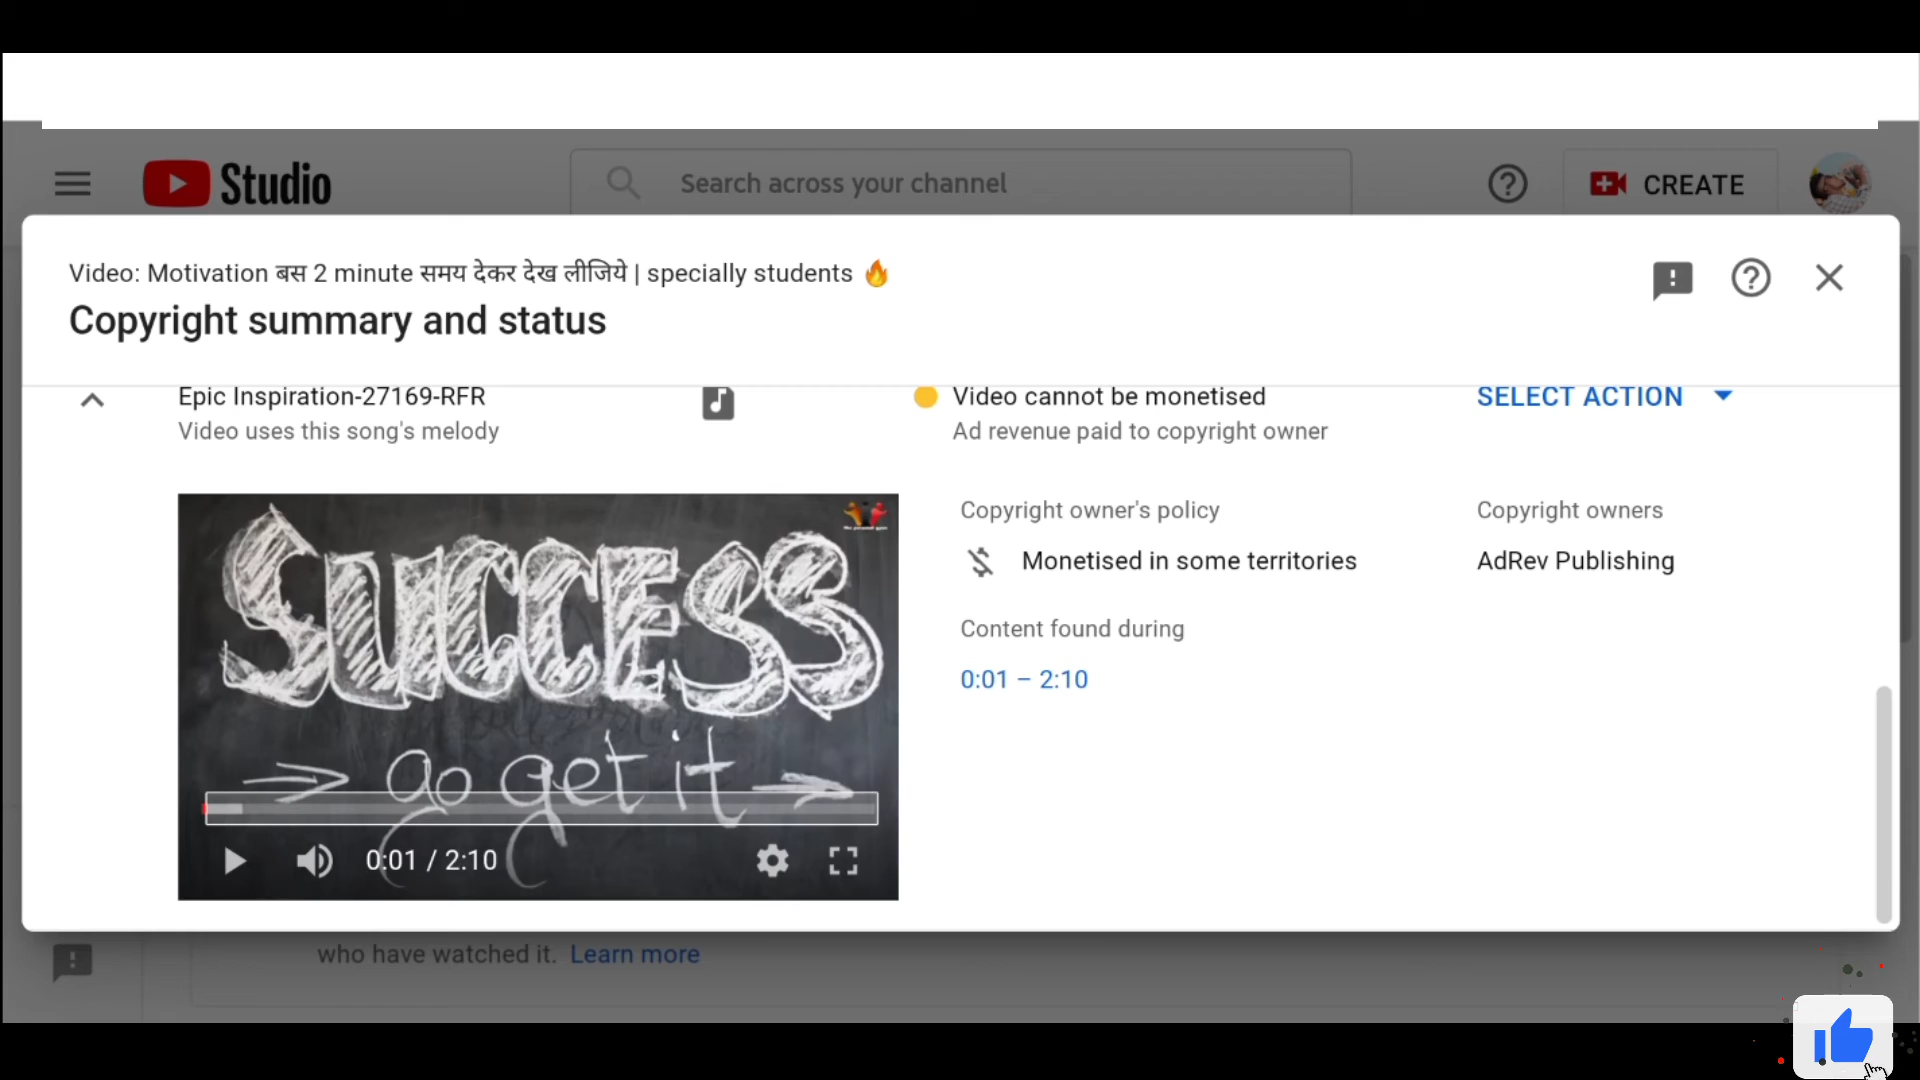 Studio
Search across your channel
CREATE
Video: Motivation बस 2 minute समय देकर देख लीजिये | specially students 🔥
Copyright summary and status
Epic Inspiration-27169-RFR
Video uses this song's melody
Video cannot be monetised
Ad revenue paid to copyright owner
SELECT ACTION
SUCCESS
go get it
0:01 / 2:10
Copyright owner's policy
Monetised in some territories
Content found during
0:01 – 2:10
Copyright owners
AdRev Publishing
who have watched it. Learn more